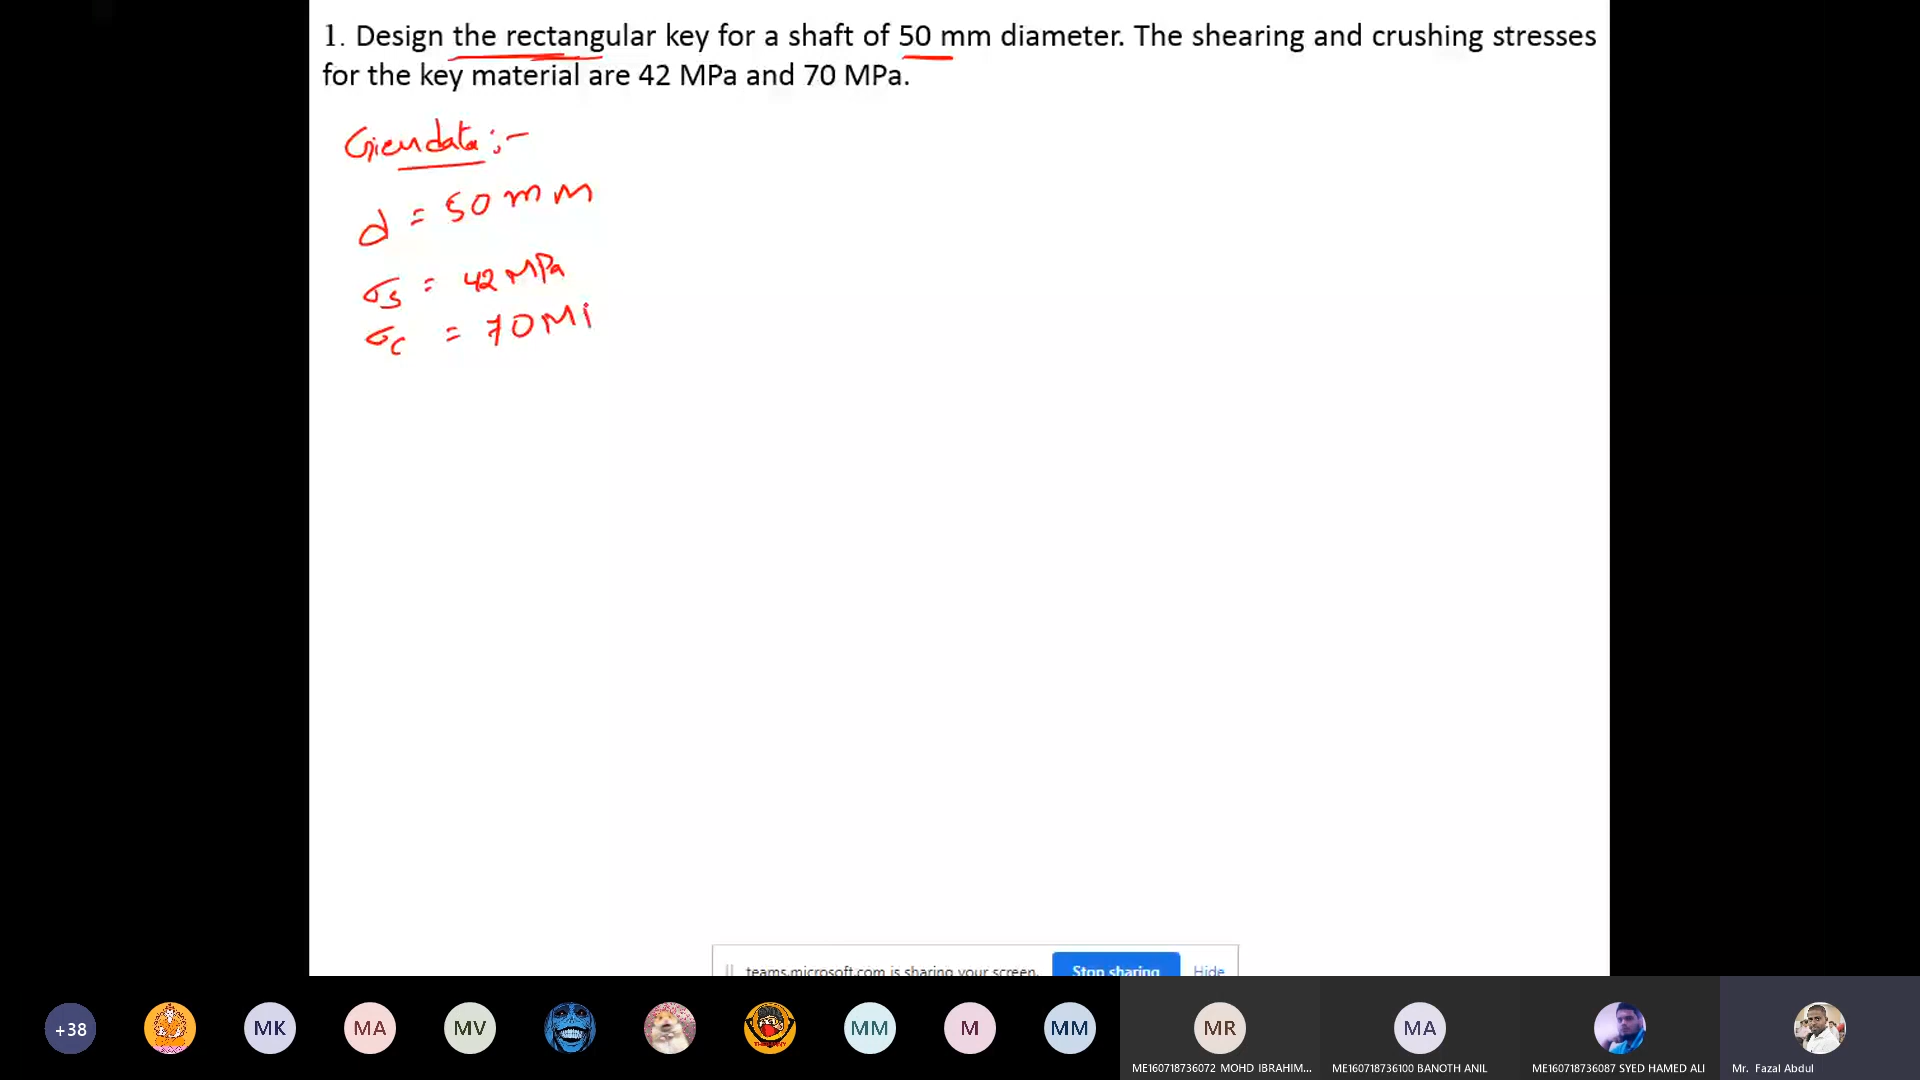 1. Design the rectangular key for a shaft of 50 mm diameter. The shearing and crushing stresses
for the key material are 42 MPa and 70 MPa.
Given data :-
d = 50 mm
σs = 42 MPa
σc = 70 M
teams.microsoft.com is sharing your screen. Stop sharing Hide
+38 MK MA MV MM M MM MR MA
ME160718736072 MOHD IBRAHIM... ME160718736100 BANOTH ANIL ME160718736087 SYED HAMED ALI Mr. Fazal Abdul